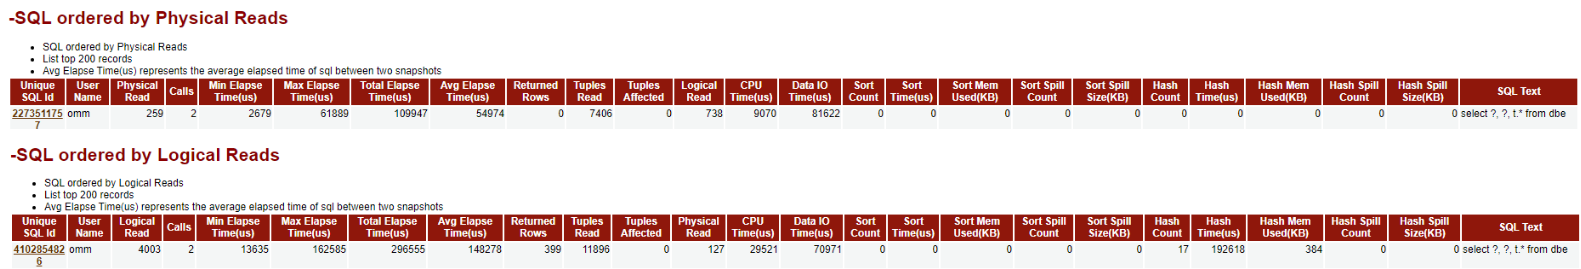 -SQL ordered by Physical Reads
SQL ordered by Physical Reads
List top 200 records
Avg Elapse Time(us) represents the average elapsed time of sql between two snapshots
Unique SQL Id User Name Physical Read Calls Min Elapse Time(us) Max Elapse Time(us) Total Elapse Time(us) Avg Elapse Time(us) Returned Rows Tuples Read Tuples Affected Logical Read CPU Time(us) Data IO Time(us) Sort Count Sort Time(us) Sort Mem Used(KB) Sort Spill Count Sort Spill Size(KB) Hash Count Hash Time(us) Hash Mem Used(KB) Hash Spill Count Hash Spill Size(KB) SQL Text
2273511757 omm 259 2 2679 61889 109947 54974 0 7406 0 738 9070 81622 0 0 0 0 0 0 0 0 0 0 select ?, ?, t.* from dbe
-SQL ordered by Logical Reads
SQL ordered by Logical Reads
List top 200 records
Avg Elapse Time(us) represents the average elapsed time of sql between two snapshots
Unique SQL Id User Name Logical Read Calls Min Elapse Time(us) Max Elapse Time(us) Total Elapse Time(us) Avg Elapse Time(us) Returned Rows Tuples Read Tuples Affected Physical Read CPU Time(us) Data IO Time(us) Sort Count Sort Time(us) Sort Mem Used(KB) Sort Spill Count Sort Spill Size(KB) Hash Count Hash Time(us) Hash Mem Used(KB) Hash Spill Count Hash Spill Size(KB) SQL Text
4102854826 omm 4003 2 13635 162585 296555 148278 399 11896 0 127 29521 70971 0 0 0 0 0 17 192618 384 0 0 select ?, ?, t.* from dbe